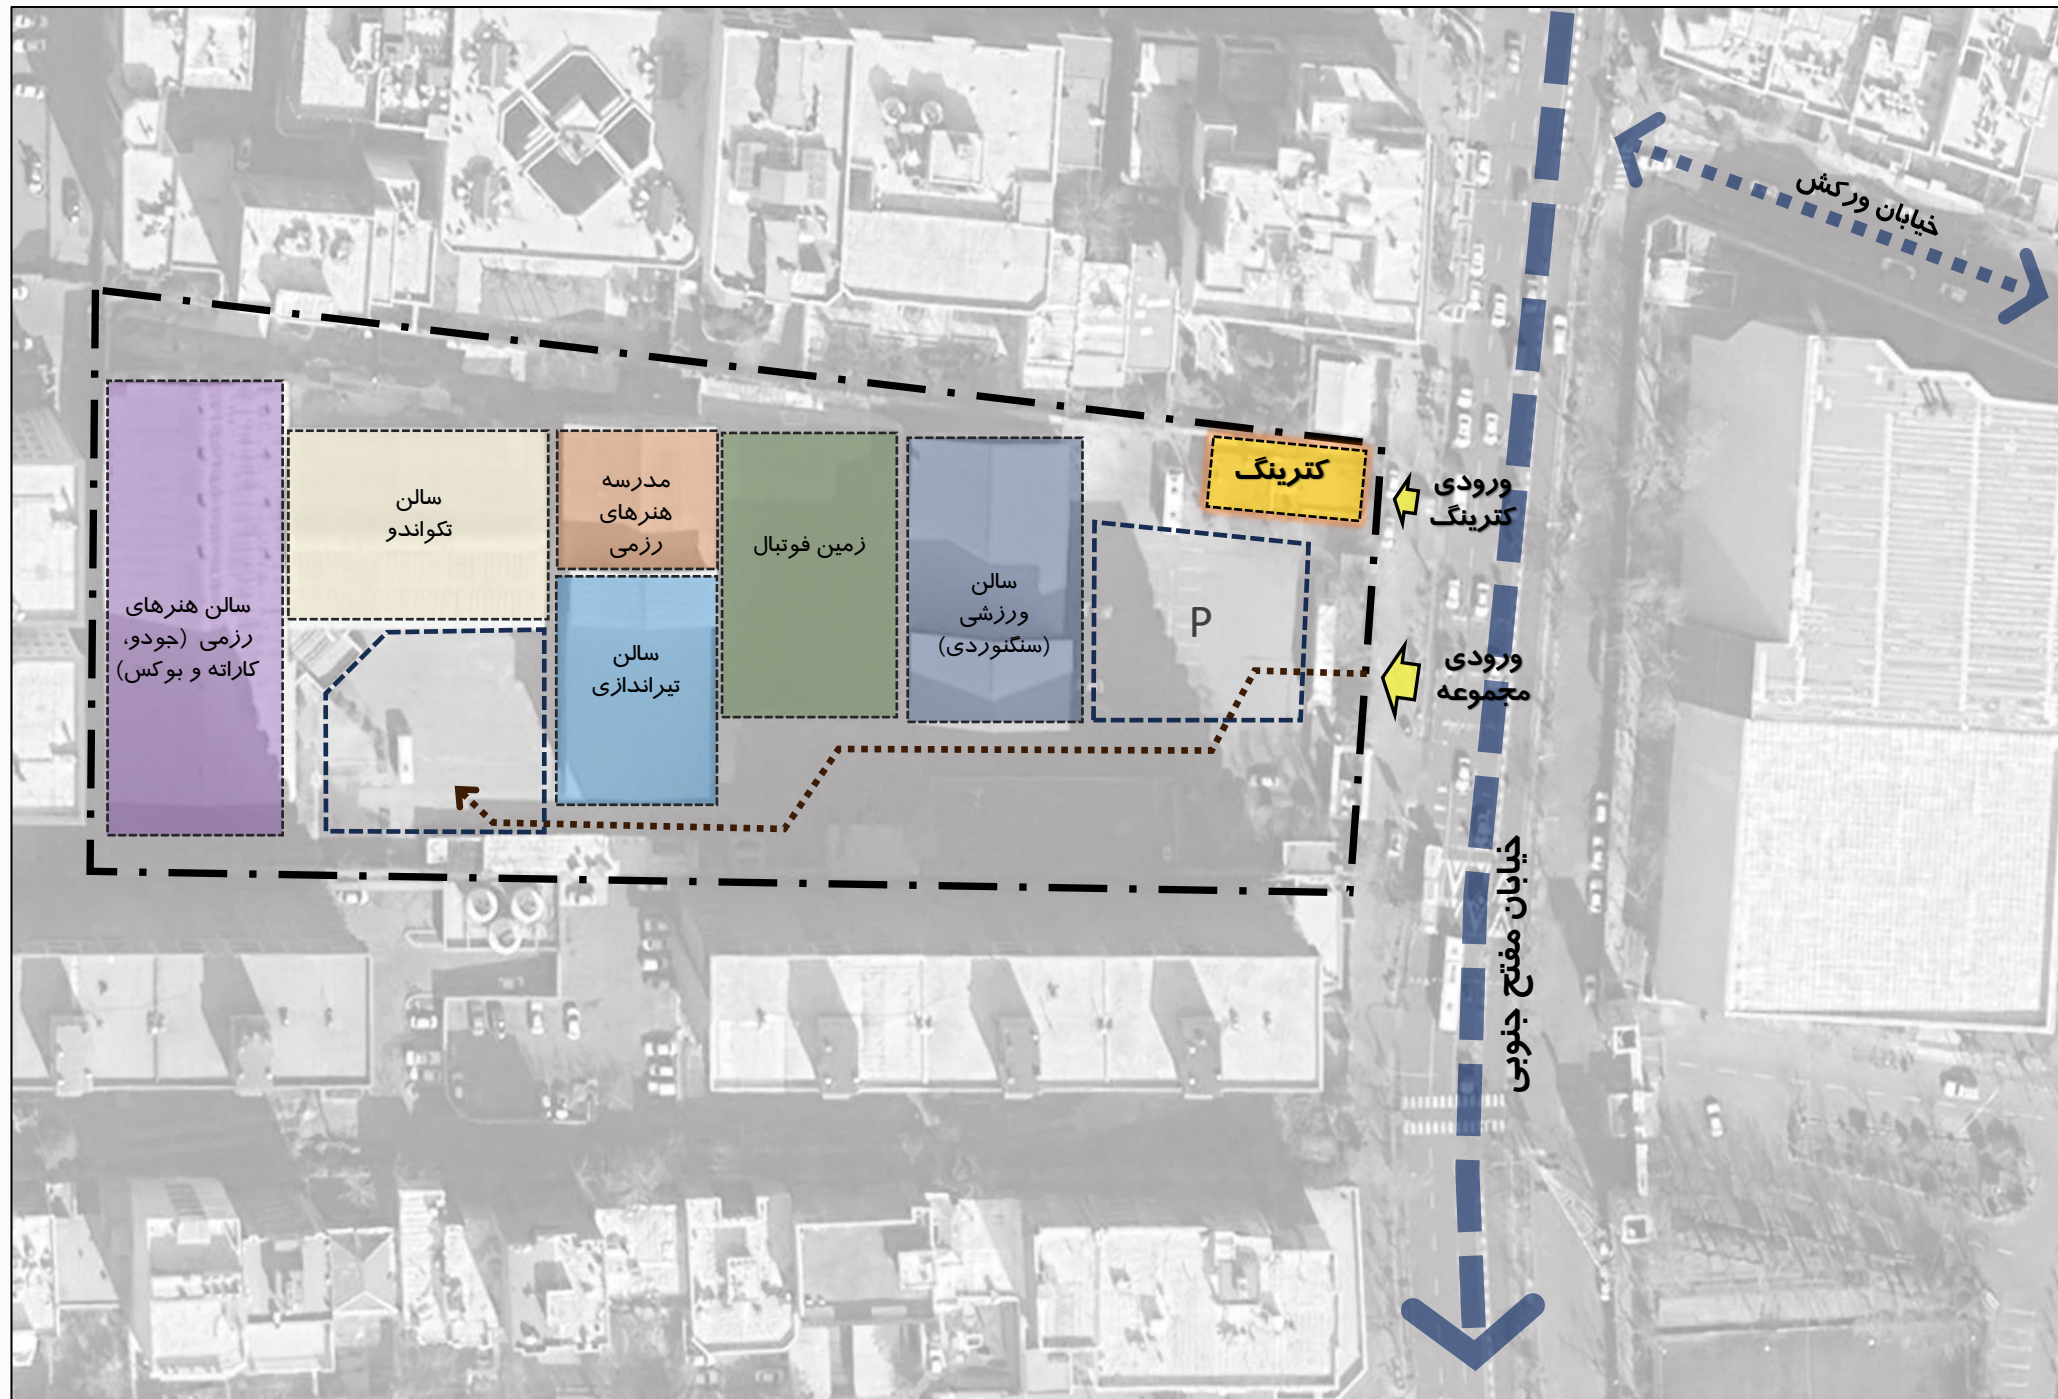 خیابان ورکش
کترینگ
ورودی
کترینگ
مدرسه
هنرهای
رزمی
سالن
تکواندو
زمین فوتبال
سالن
ورزشی
(سنگنوردی)
P
سالن هنرهای
رزمی (جودو،
کاراته و بوکس)
سالن
تیراندازی
ورودی
مجموعه
خیابان مفتح جنوبی